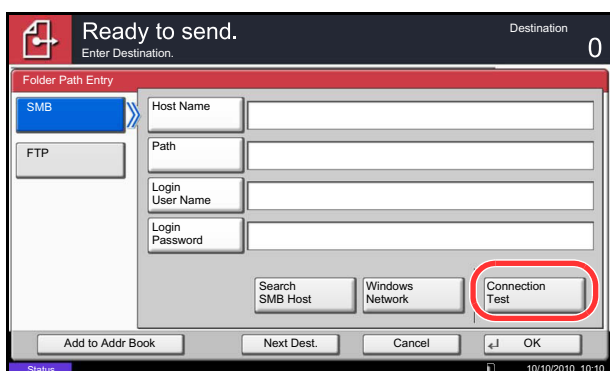 Ready to send.
Destination
Enter Destination.
0
Folder Path Entry
SMB
Host Name
FTP
Path
Login
User Name
Login
Password
Search
SMB Host
Windows
Network
Connection
Test
Add to Addr Book
Next Dest.
Cancel
OK
Status
10/10/2010 10:10